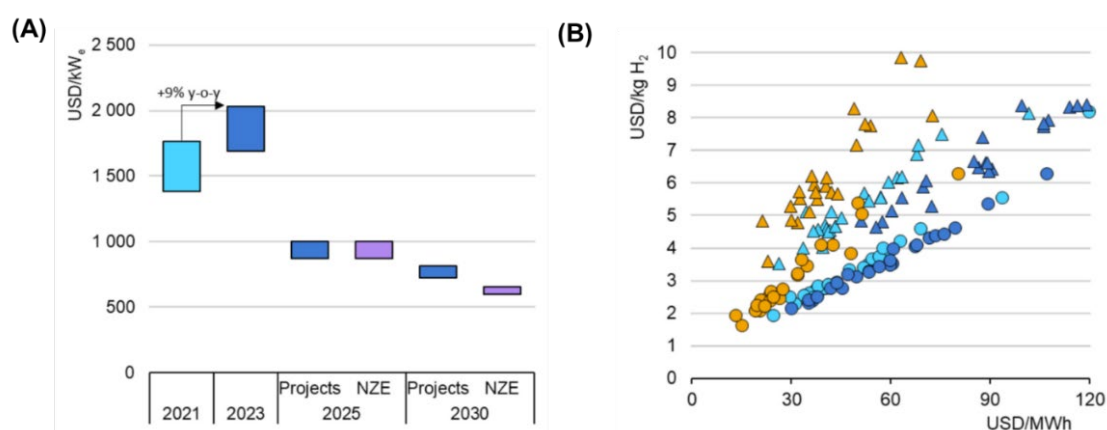 (A)
USD/kWe
2 500
2 000
1 500
1 000
500
0
+9% y-o-y
Projects NZE Projects NZE
2021 2023 2025 2030
(B)
USD/kg H2
10
9
8
7
6
5
4
3
2
1
0
0 30 60 90 120
USD/MWh